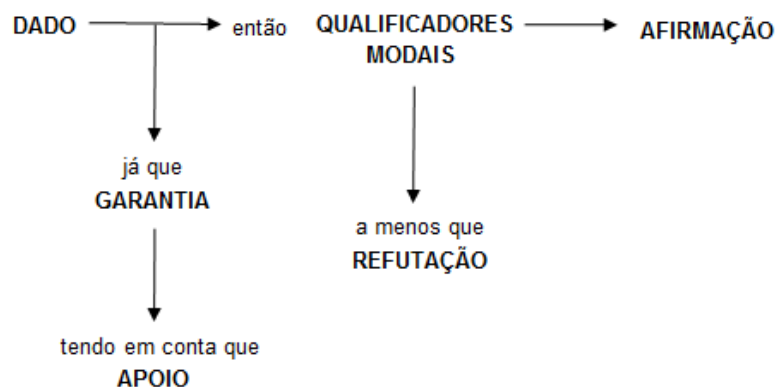 DADO
então
QUALIFICADORES
MODAIS
AFIRMAÇÃO
já que
GARANTIA
a menos que
REFUTAÇÃO
tendo em conta que
APOIO